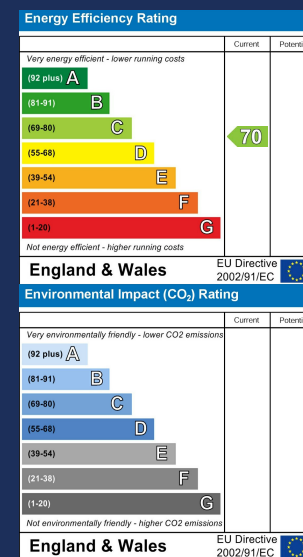 Energy Efficiency Rating
Current Potenti
Very energy efficient - lower running costs
(92 plus) A
(81-91) B
(69-80) C
70
(55-68) D
(39-54) E
(21-38) F
(1-20) G
Not energy efficient - higher running costs
England & Wales
EU Directive
2002/91/EC
Environmental Impact (CO₂) Rating
Current Potenti
Very environmentally friendly - lower CO2 emissions
(92 plus) A
(81-91) B
(69-80) C
(55-68) D
(39-54) E
(21-38) F
(1-20) G
Not environmentally friendly - higher CO2 emissions
England & Wales
EU Directive
2002/91/EC